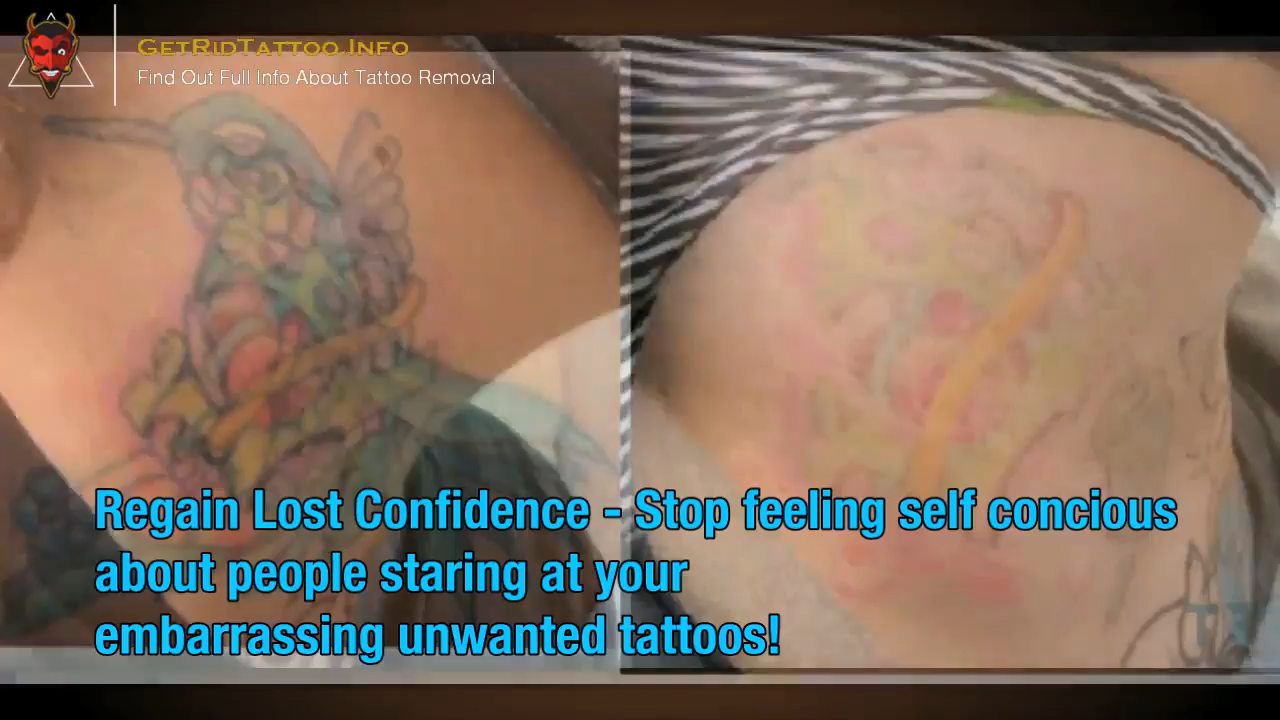 GetRidTattoo.Info
Find Out Full Info About Tattoo Removal
Regain Lost Confidence - Stop feeling self concious
about people staring at your
embarrassing unwanted tattoos!